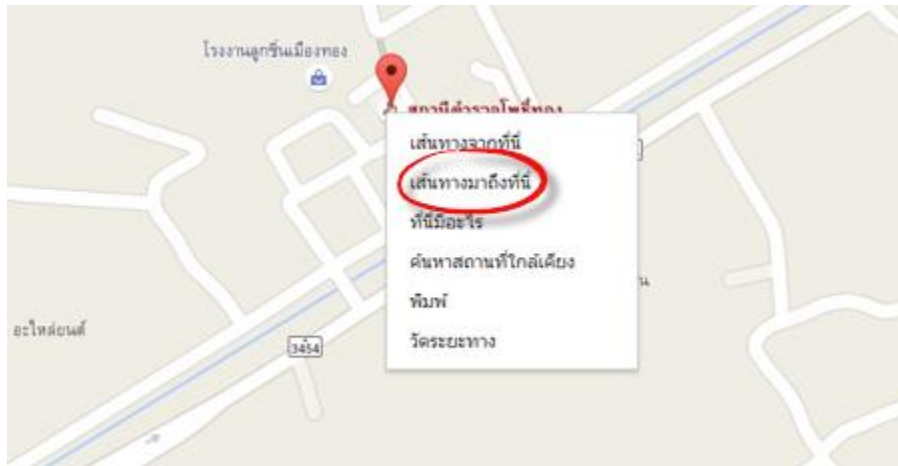 โรงงานลูกชิ้นเมืองทอง
สถานีตำรวจโพธิ์ทอง
เส้นทางจากที่นี่
เส้นทางมาถึงที่นี่
ที่นี่มีอะไร
ค้นหาสถานที่ใกล้เคียง
พิมพ์
วัดระยะทาง
อะไหล่ยนต์
3454